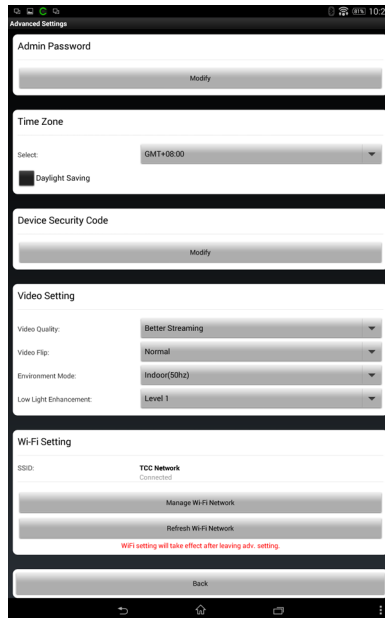 81% 10:2
Advanced Settings
Admin Password
Modify
Time Zone
Select: GMT+08:00
Daylight Saving
Device Security Code
Modify
Video Setting
Video Quality: Better Streaming
Video Flip: Normal
Environment Mode: Indoor(50hz)
Low Light Enhancement: Level 1
Wi-Fi Setting
SSID: TCC Network
Connected
Manage Wi-Fi Network
Refresh Wi-Fi Network
WiFi setting will take effect after leaving adv. setting.
Back